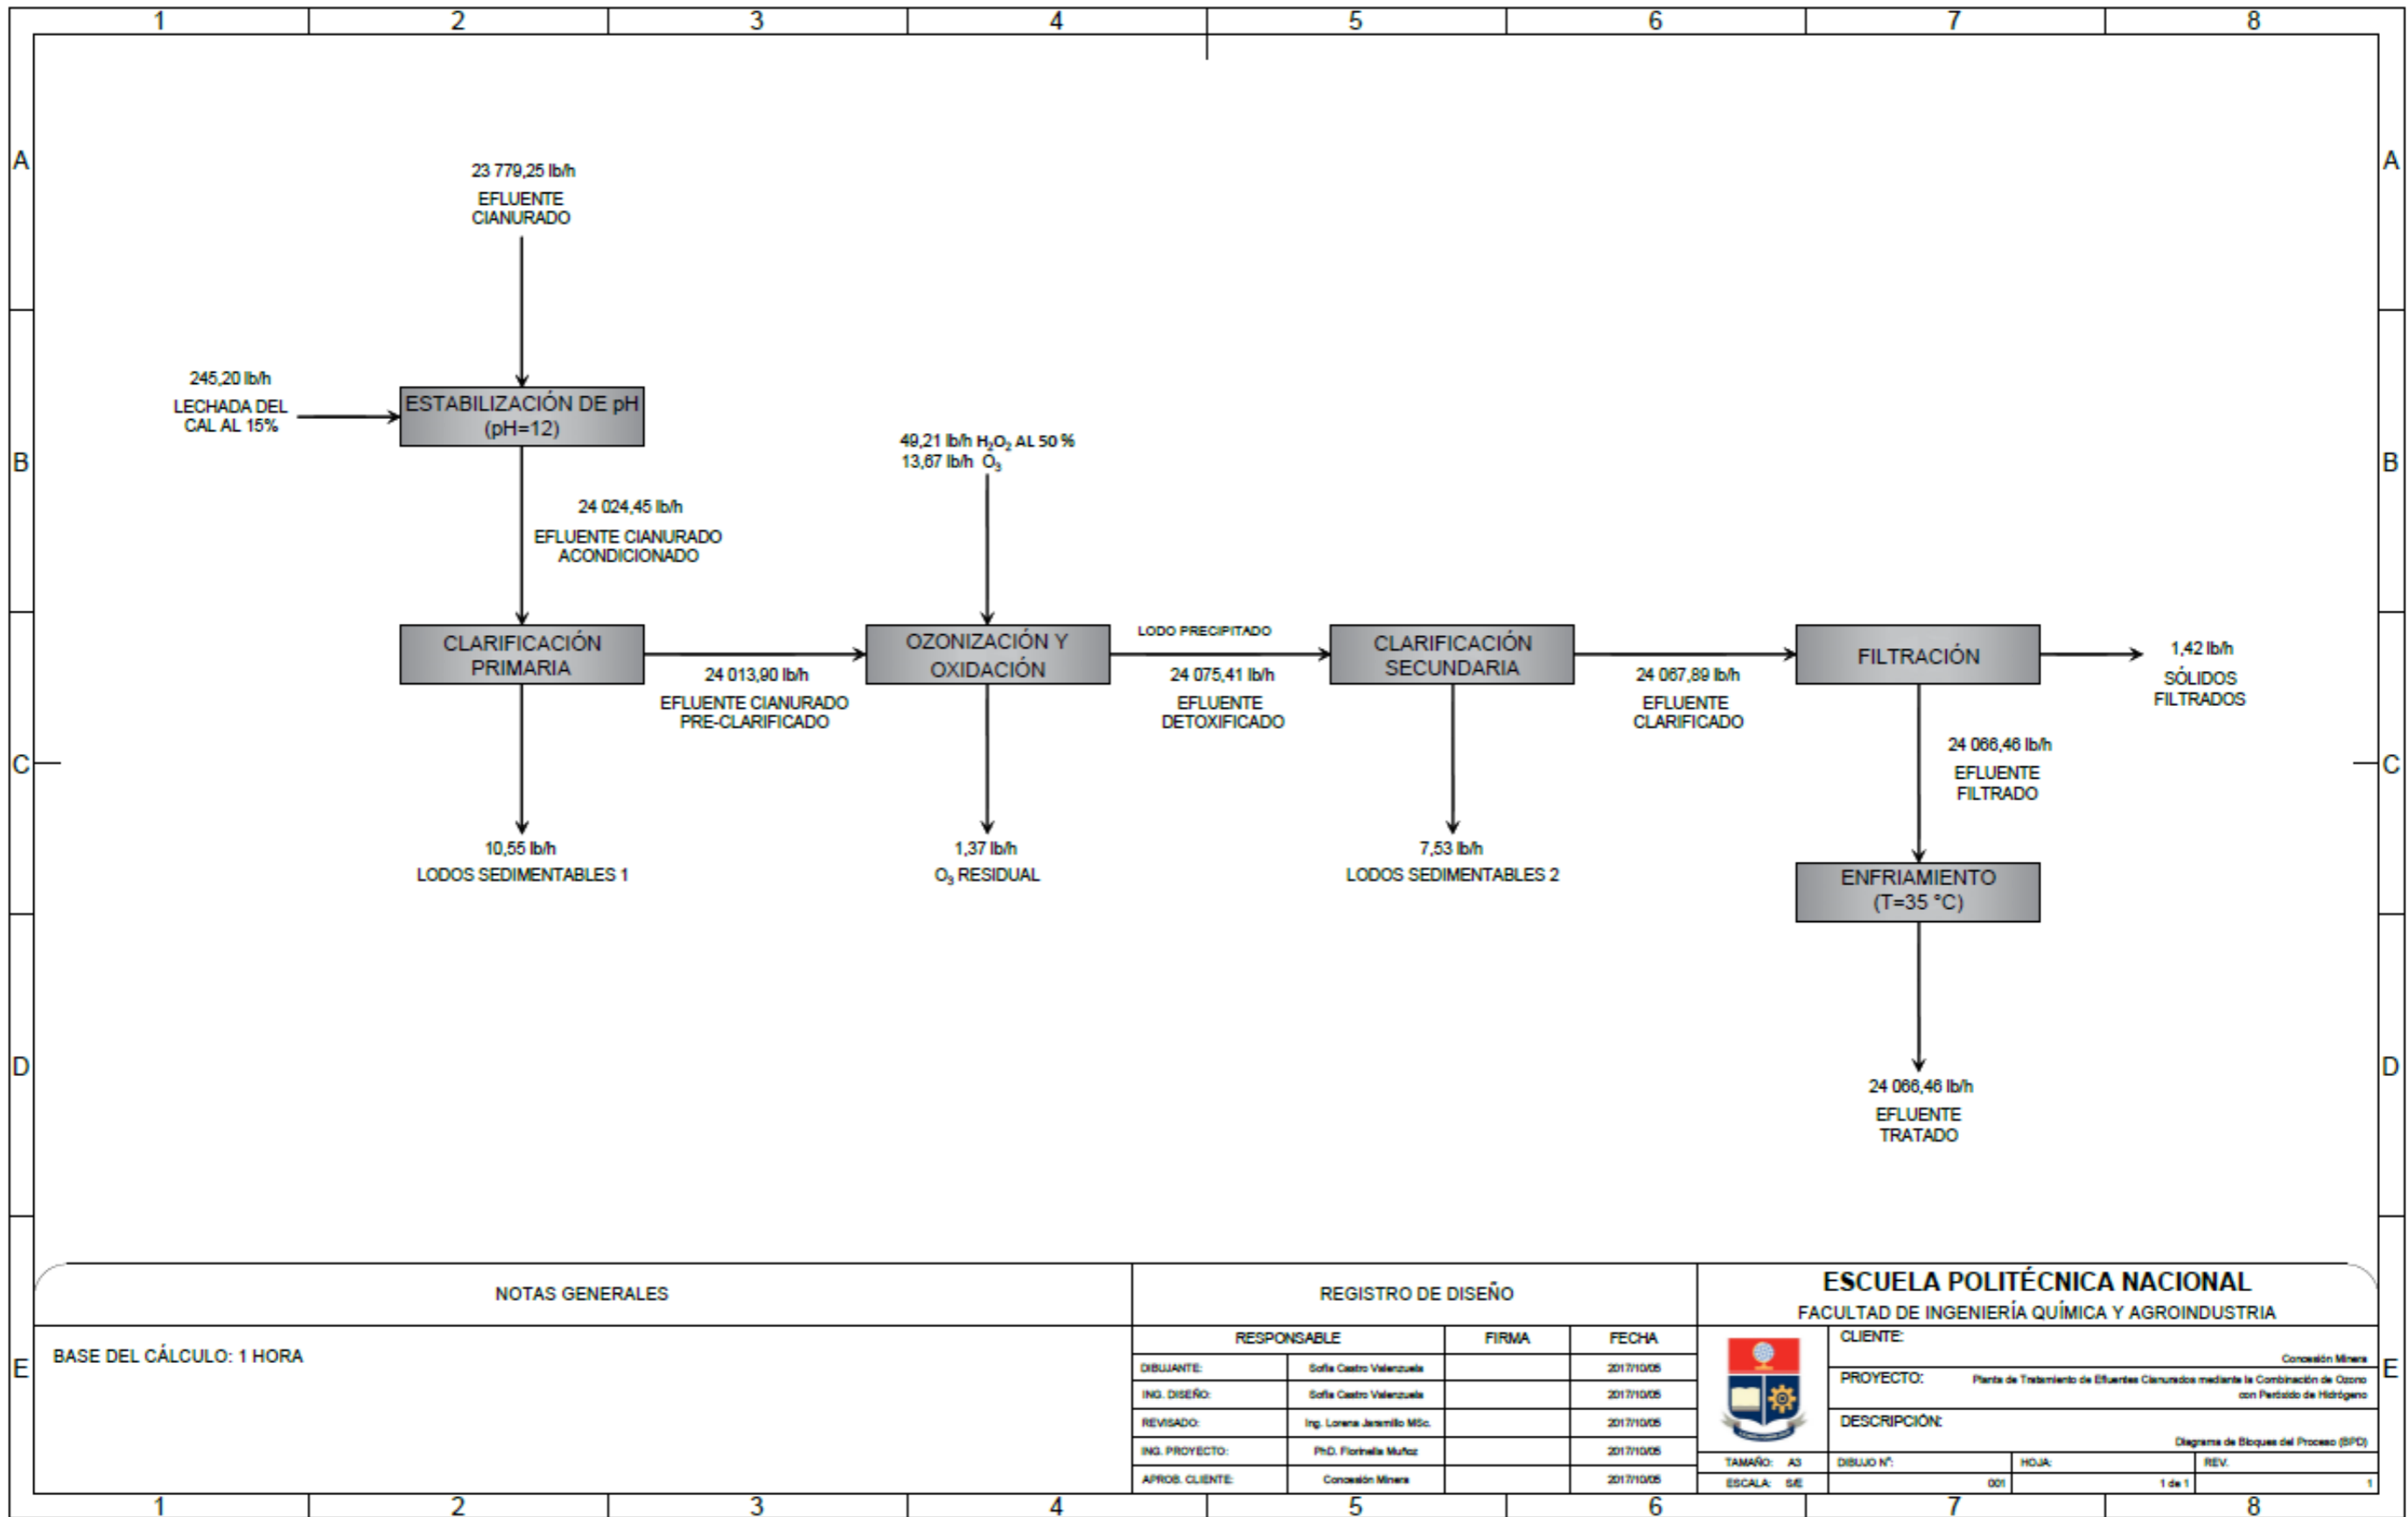 1 2 3 4 5 6 7 8
A
A
23 779,25 lb/h
EFLUENTE
CIANURADO
245,20 lb/h
LECHADA DEL
CAL AL 15%
ESTABILIZACIÓN DE pH
(pH=12)
B
B
49,21 lb/h H₂O₂ AL 50 %
13,67 lb/h O₃
24 024,45 lb/h
EFLUENTE CIANURADO
ACONDICIONADO
CLARIFICACIÓN
PRIMARIA
24 013,90 lb/h
EFLUENTE CIANURADO
PRE-CLARIFICADO
OZONIZACIÓN Y
OXIDACIÓN
LODO PRECIPITADO
24 075,41 lb/h
EFLUENTE
DETOXIFICADO
CLARIFICACIÓN
SECUNDARIA
24 067,89 lb/h
EFLUENTE
CLARIFICADO
FILTRACIÓN
1,42 lb/h
SÓLIDOS
FILTRADOS
C
C
24 066,46 lb/h
EFLUENTE
FILTRADO
10,55 lb/h
LODOS SEDIMENTABLES 1
1,37 lb/h
O₃ RESIDUAL
7,53 lb/h
LODOS SEDIMENTABLES 2
ENFRIAMIENTO
(T=35 °C)
D
D
24 066,46 lb/h
EFLUENTE
TRATADO
NOTAS GENERALES
BASE DEL CÁLCULO: 1 HORA
E
E
REGISTRO DE DISEÑO
RESPONSABLE FIRMA FECHA
DIBUJANTE: Sofía Castro Valenzuela 2017/10/05
ING. DISEÑO: Sofía Castro Valenzuela 2017/10/05
REVISADO: Ing. Lorena Jaramillo MSc. 2017/10/05
ING. PROYECTO: PhD. Florinella Muñoz 2017/10/05
APROB. CLIENTE: Concesión Minera 2017/10/05
ESCUELA POLITÉCNICA NACIONAL
FACULTAD DE INGENIERÍA QUÍMICA Y AGROINDUSTRIA
CLIENTE:
Concesión Minera
PROYECTO: Planta de Tratamiento de Efluentes Cianurados mediante la Combinación de Ozono
con Peróxido de Hidrógeno
DESCRIPCIÓN:
Diagrama de Bloques del Proceso (BPD)
TAMAÑO: A3 DIBUJO N°: HOJA: REV.
ESCALA: S/E 001 1 de 1 1
1 2 3 4 5 6 7 8